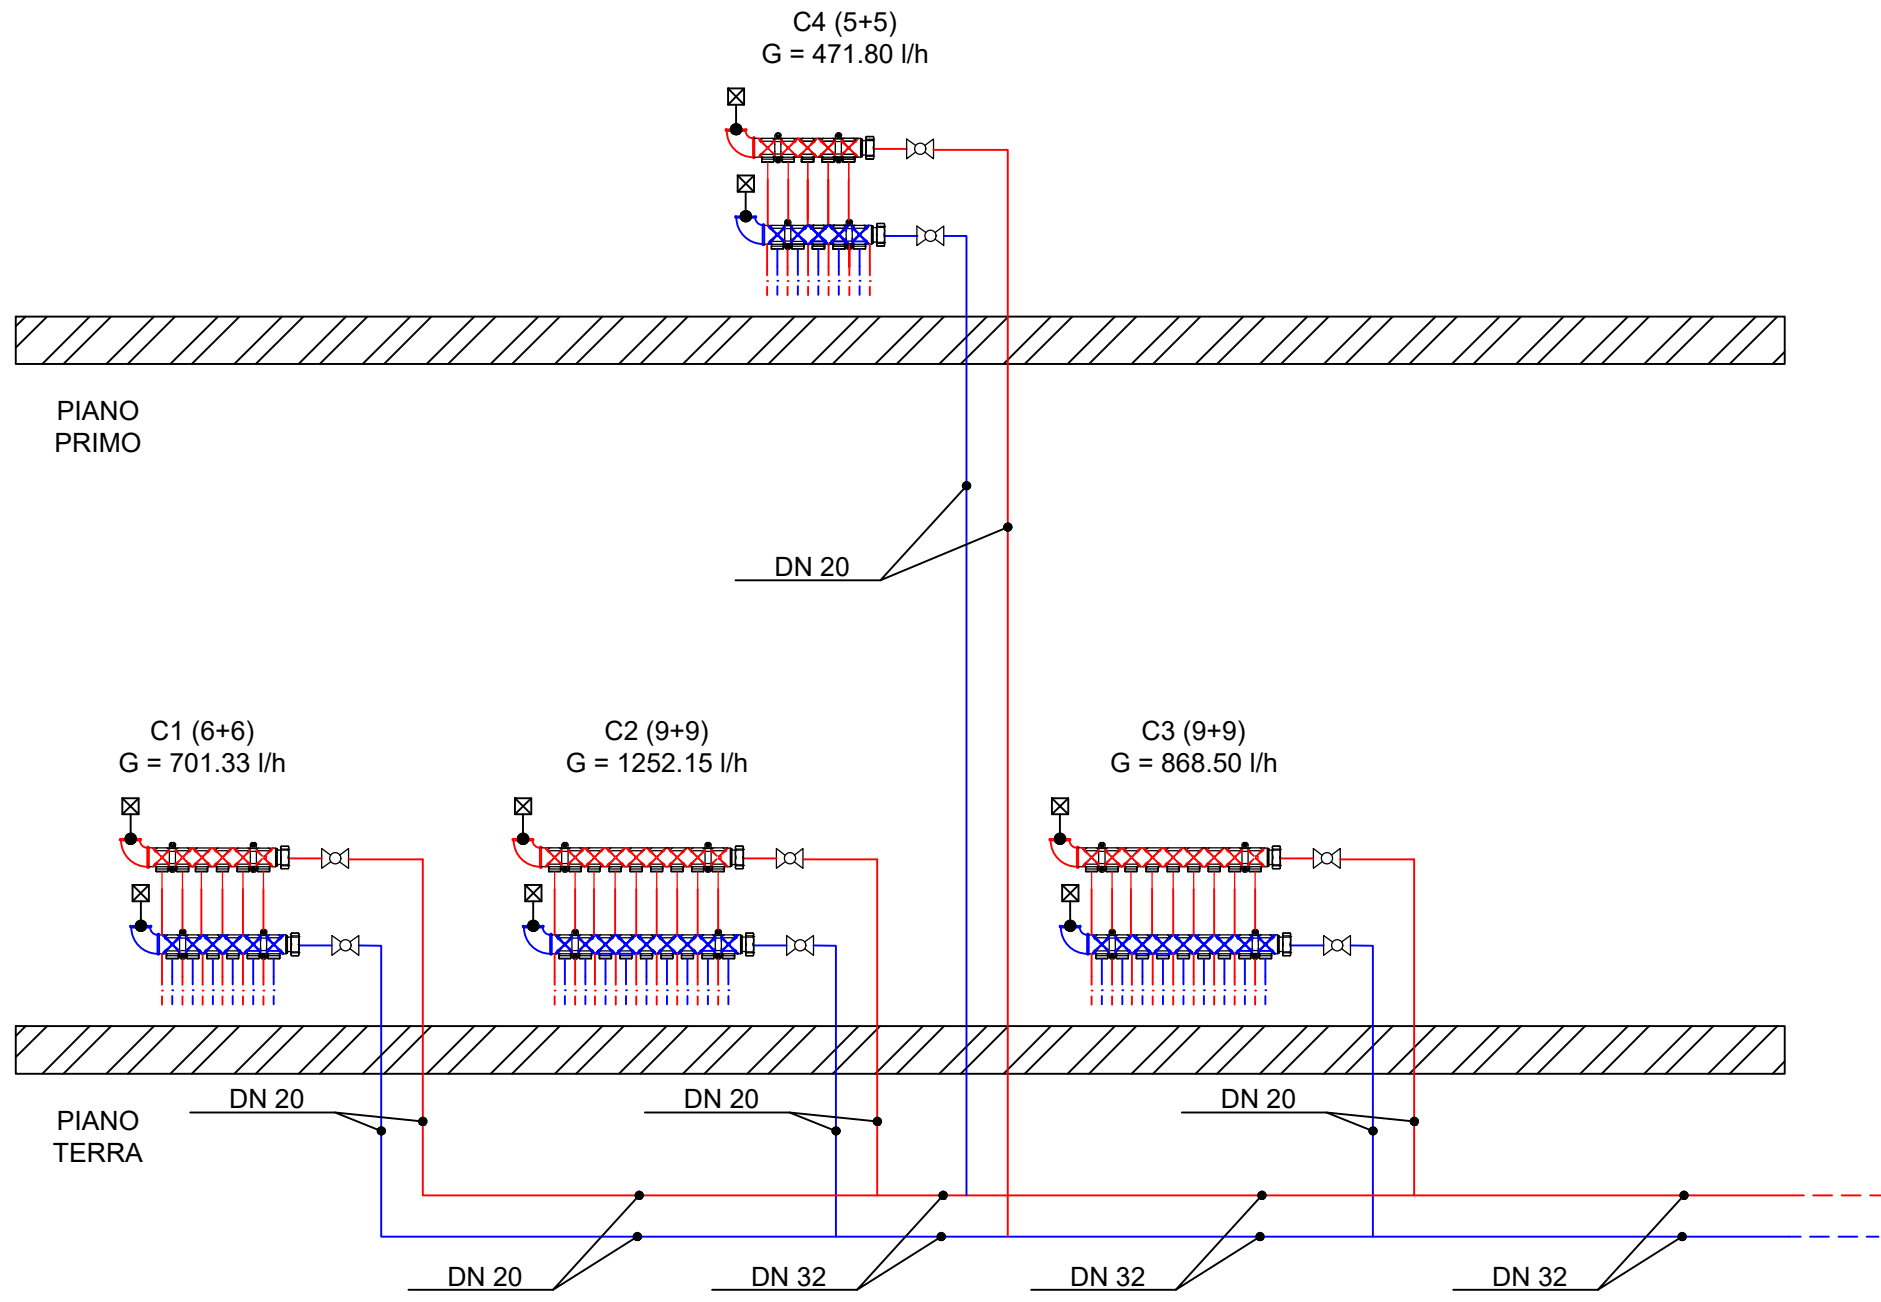 C4 (5+5)
G = 471.80 l/h
PIANO
PRIMO
DN 20
C1 (6+6)
G = 701.33 l/h
C2 (9+9)
G = 1252.15 l/h
C3 (9+9)
G = 868.50 l/h
DN 20
DN 20
DN 20
PIANO
TERRA
DN 20
DN 32
DN 32
DN 32